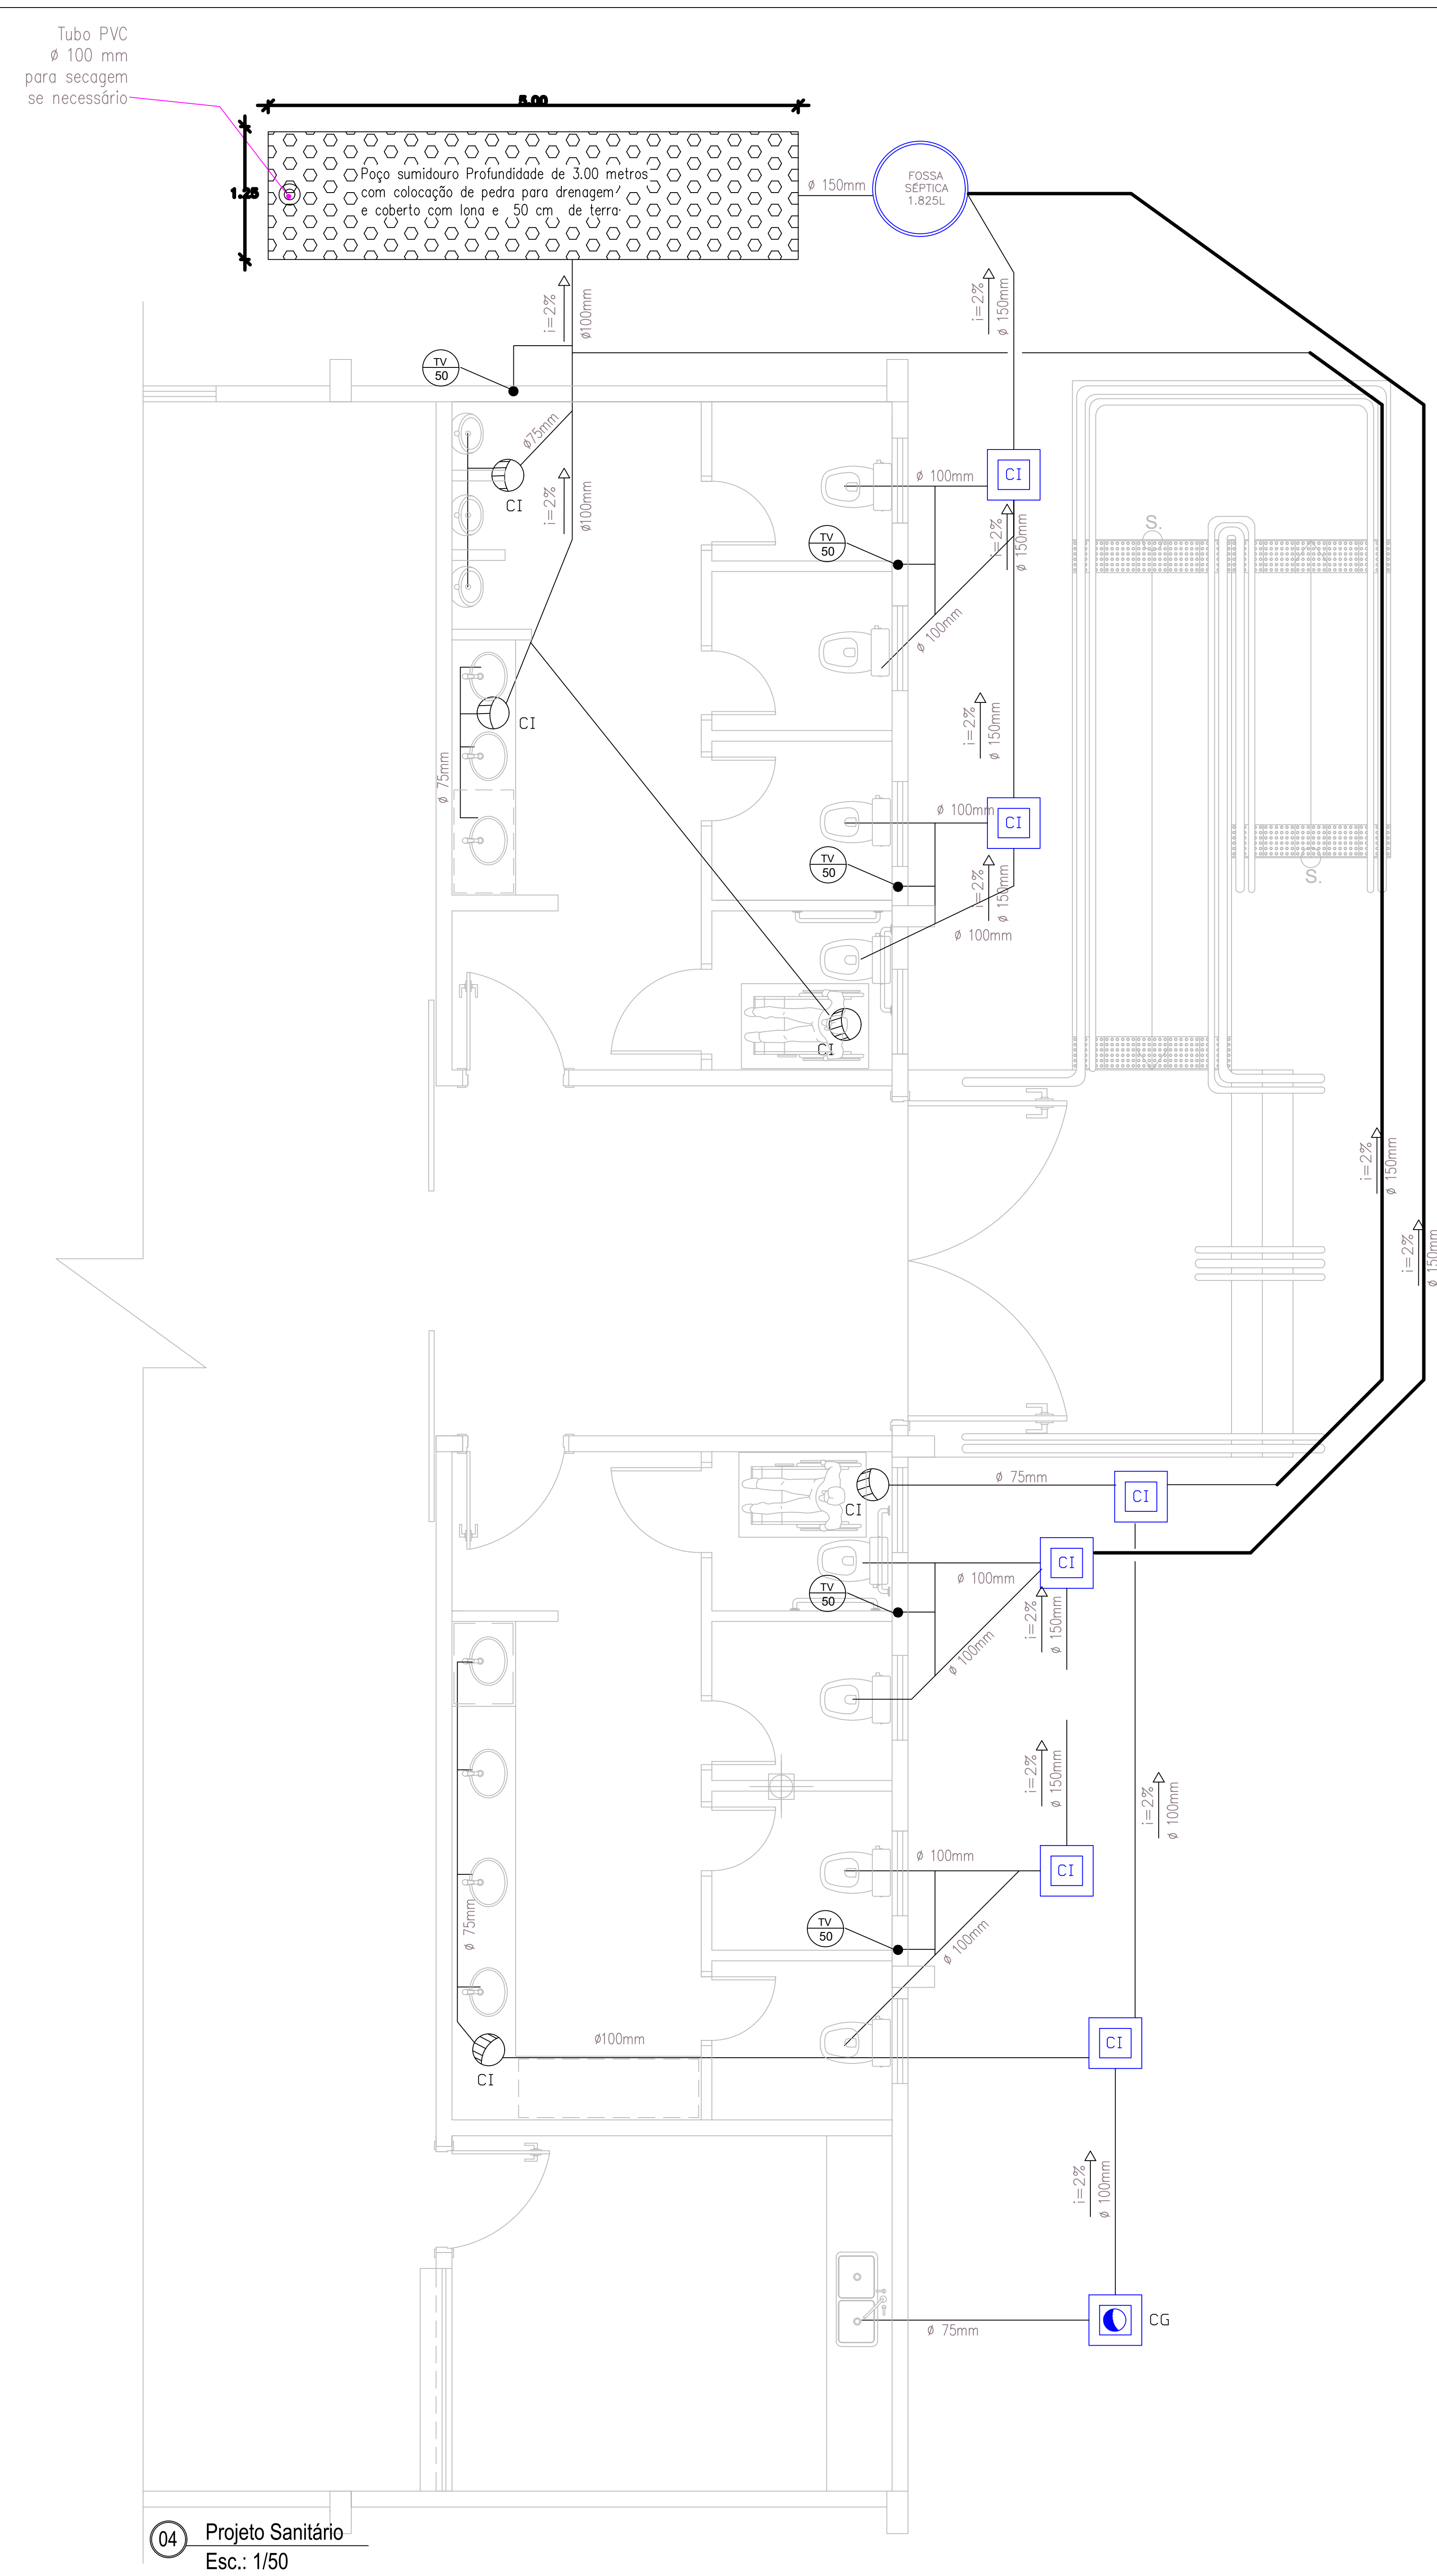 Tubo PVC
ø 100 mm
para secagem
se necessário
5.00
1.25
Poço sumidouro Profundidade de 3.00 metros
com colocação de pedra para drenagem
e coberto com lona e 50 cm de terra
ø 150mm
FOSSA
SÉPTICA
1.825L
i=2%
ø100mm
i=2%
ø 150mm
TV
50
ø75mm
CI
i=2%
ø100mm
ø 100mm
CI
TV
50
i=2%
ø 150mm
ø 100mm
S.
CI
ø 75mm
i=2%
ø 150mm
ø 100mm
CI
TV
50
i=2%
ø 150mm
ø 100mm
S.
CI
i=2%
ø 150mm
i=2%
ø 150mm
CI
ø 75mm
CI
ø 100mm
CI
TV
50
i=2%
ø 150mm
ø 100mm
i=2%
ø 150mm
i=2%
ø 100mm
ø 100mm
CI
TV
50
ø 100mm
ø 75mm
CI
ø100mm
CI
i=2%
ø 100mm
ø 75mm
CG
04
Projeto Sanitário
Esc.: 1/50